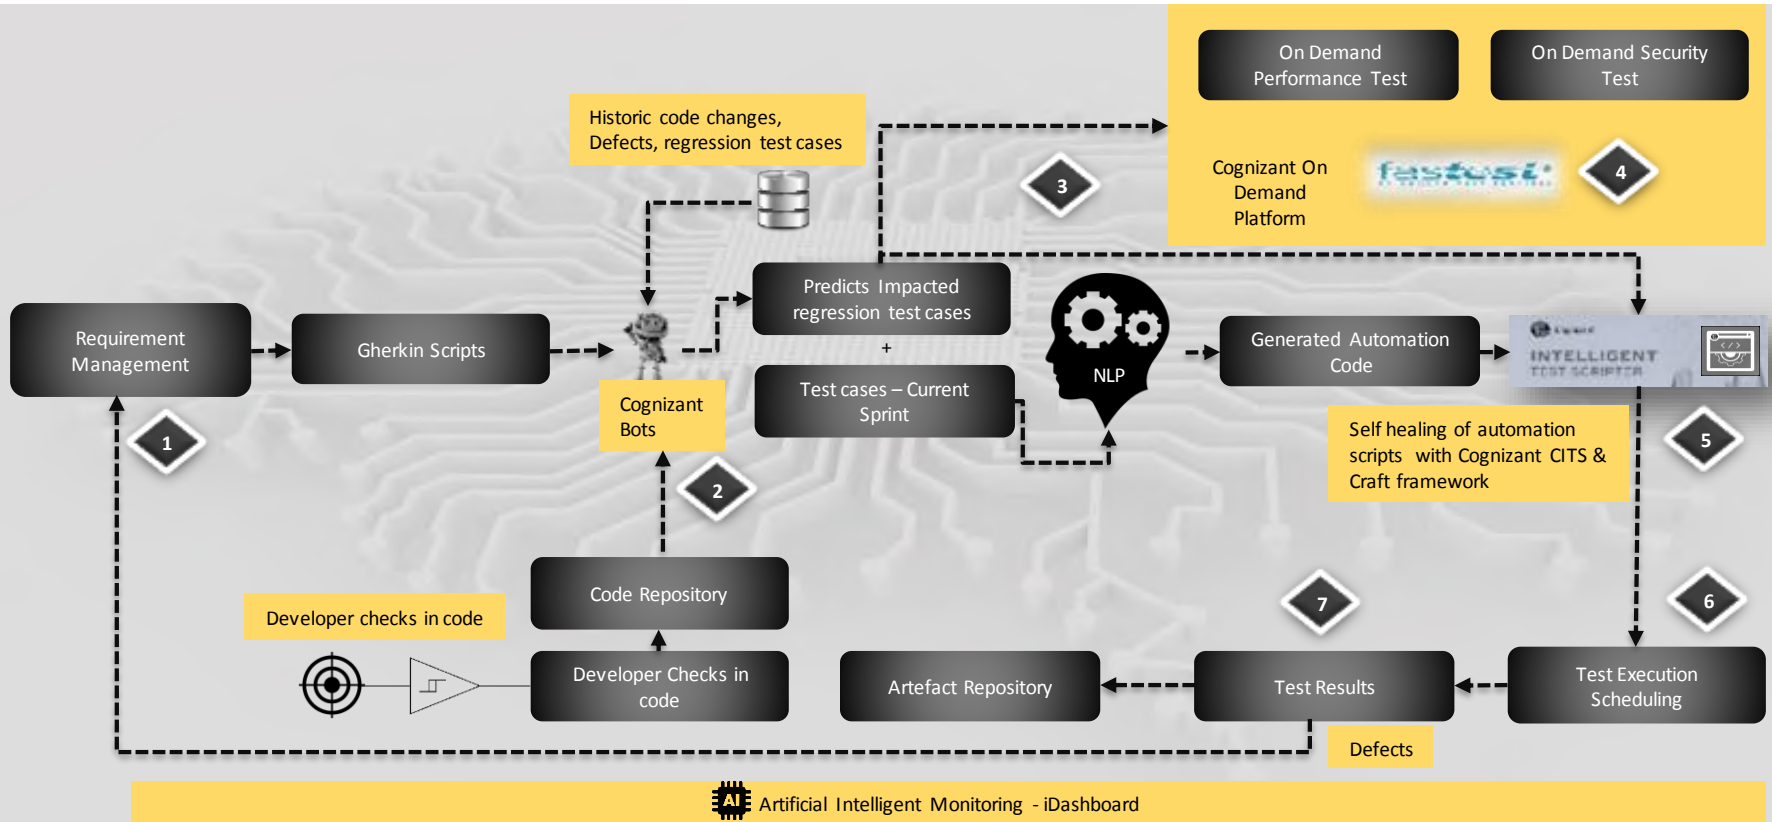 On Demand
Performance Test
On Demand Security
Test
Historic code changes,
Defects, regression test cases
3
Cognizant On
Demand
Platform
fastest
4
Requirement
Management
Gherkin Scripts
Predicts Impacted
regression test cases
+
Test cases – Current
Sprint
NLP
Generated Automation
Code
INTELLIGENT
TEST SCRIPTER
Cognizant
Bots
1
2
Self healing of automation
scripts with Cognizant CITS &
Craft framework
5
Code Repository
Developer checks in code
7
6
Developer Checks in
code
Artefact Repository
Test Results
Test Execution
Scheduling
Defects
AI Artificial Intelligent Monitoring - iDashboard